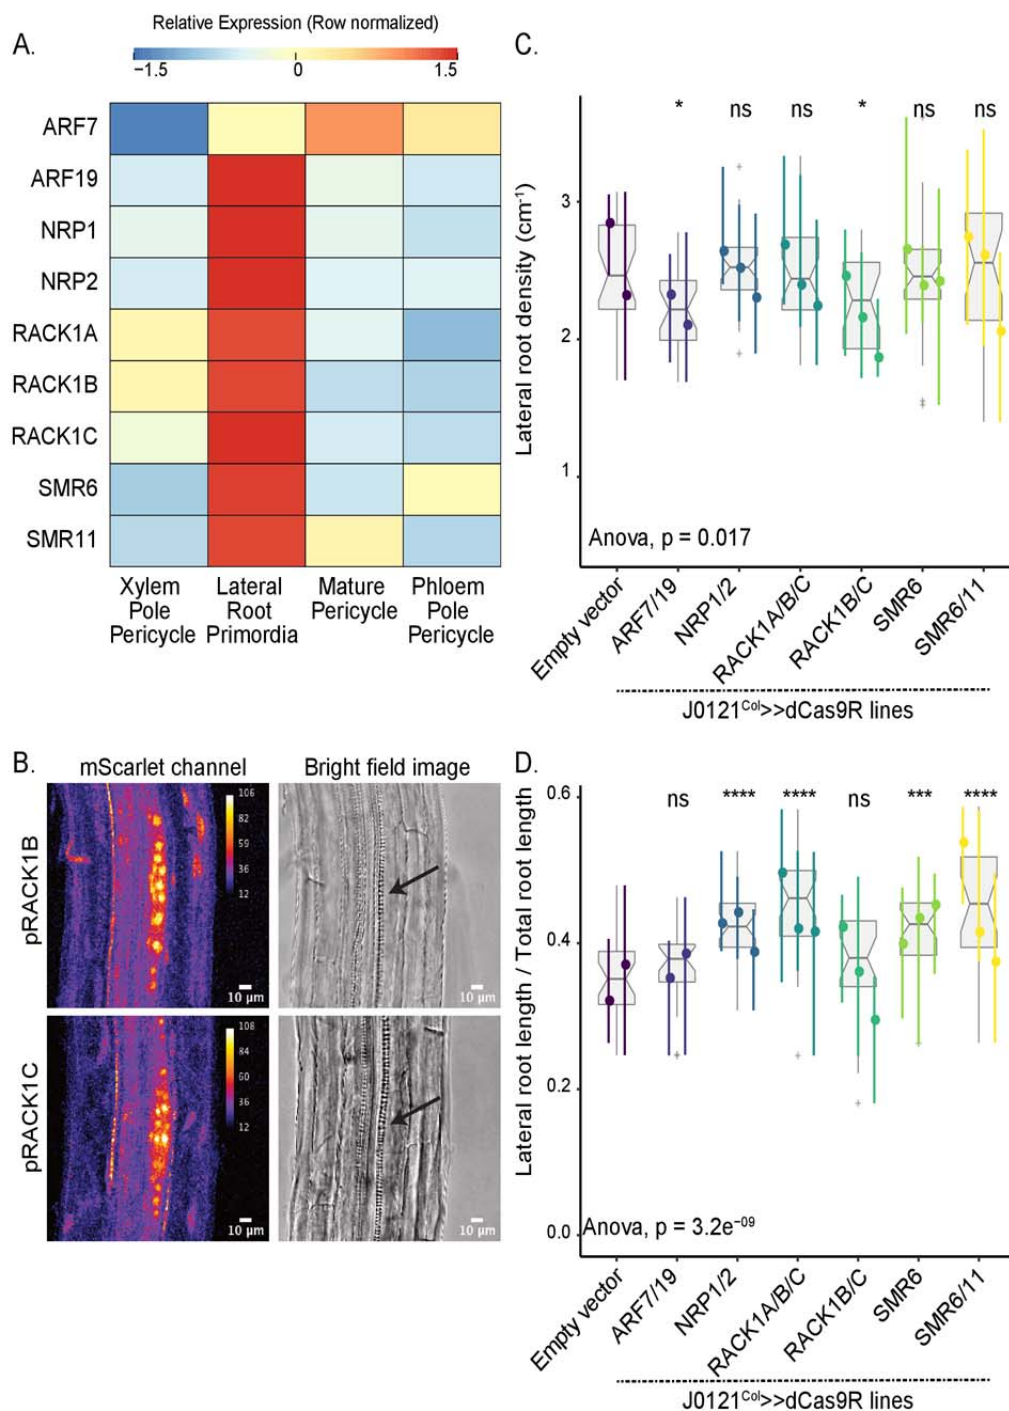 A.
Relative Expression (Row normalized)
−1.5
0
1.5
ARF7
ARF19
NRP1
NRP2
RACK1A
RACK1B
RACK1C
SMR6
SMR11
Xylem
Pole
Pericycle
Lateral
Root
Primordia
Mature
Pericycle
Phloem
Pole
Pericycle
B.
mScarlet channel
Bright field image
pRACK1B
106
82
59
36
12
10 µm
10 µm
pRACK1C
108
84
60
36
12
10 µm
10 µm
C.
Lateral root density (cm⁻¹)
3
2
1
*
ns
ns
*
ns
ns
Anova, p = 0.017
Empty vector
ARF7/19
NRP1/2
RACK1A/B/C
RACK1B/C
SMR6
SMR6/11
J0121ᶜᵒˡ>>dCas9R lines
D.
Lateral root length / Total root length
0.6
0.4
0.2
0.0
ns
****
****
ns
***
****
Anova, p = 3.2e⁻⁰⁹
Empty vector
ARF7/19
NRP1/2
RACK1A/B/C
RACK1B/C
SMR6
SMR6/11
J0121ᶜᵒˡ>>dCas9R lines